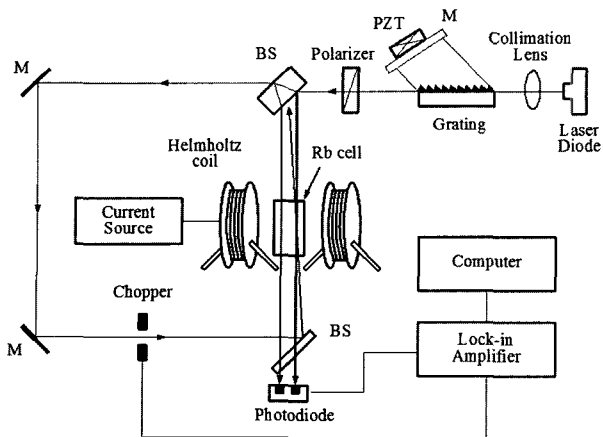 PZT
M
Collimation
Lens
BS
Polarizer
M
Grating
Laser
Diode
Helmholtz
coil
Rb cell
Current
Source
Computer
Chopper
Lock-in
Amplifier
M
BS
Photodiode